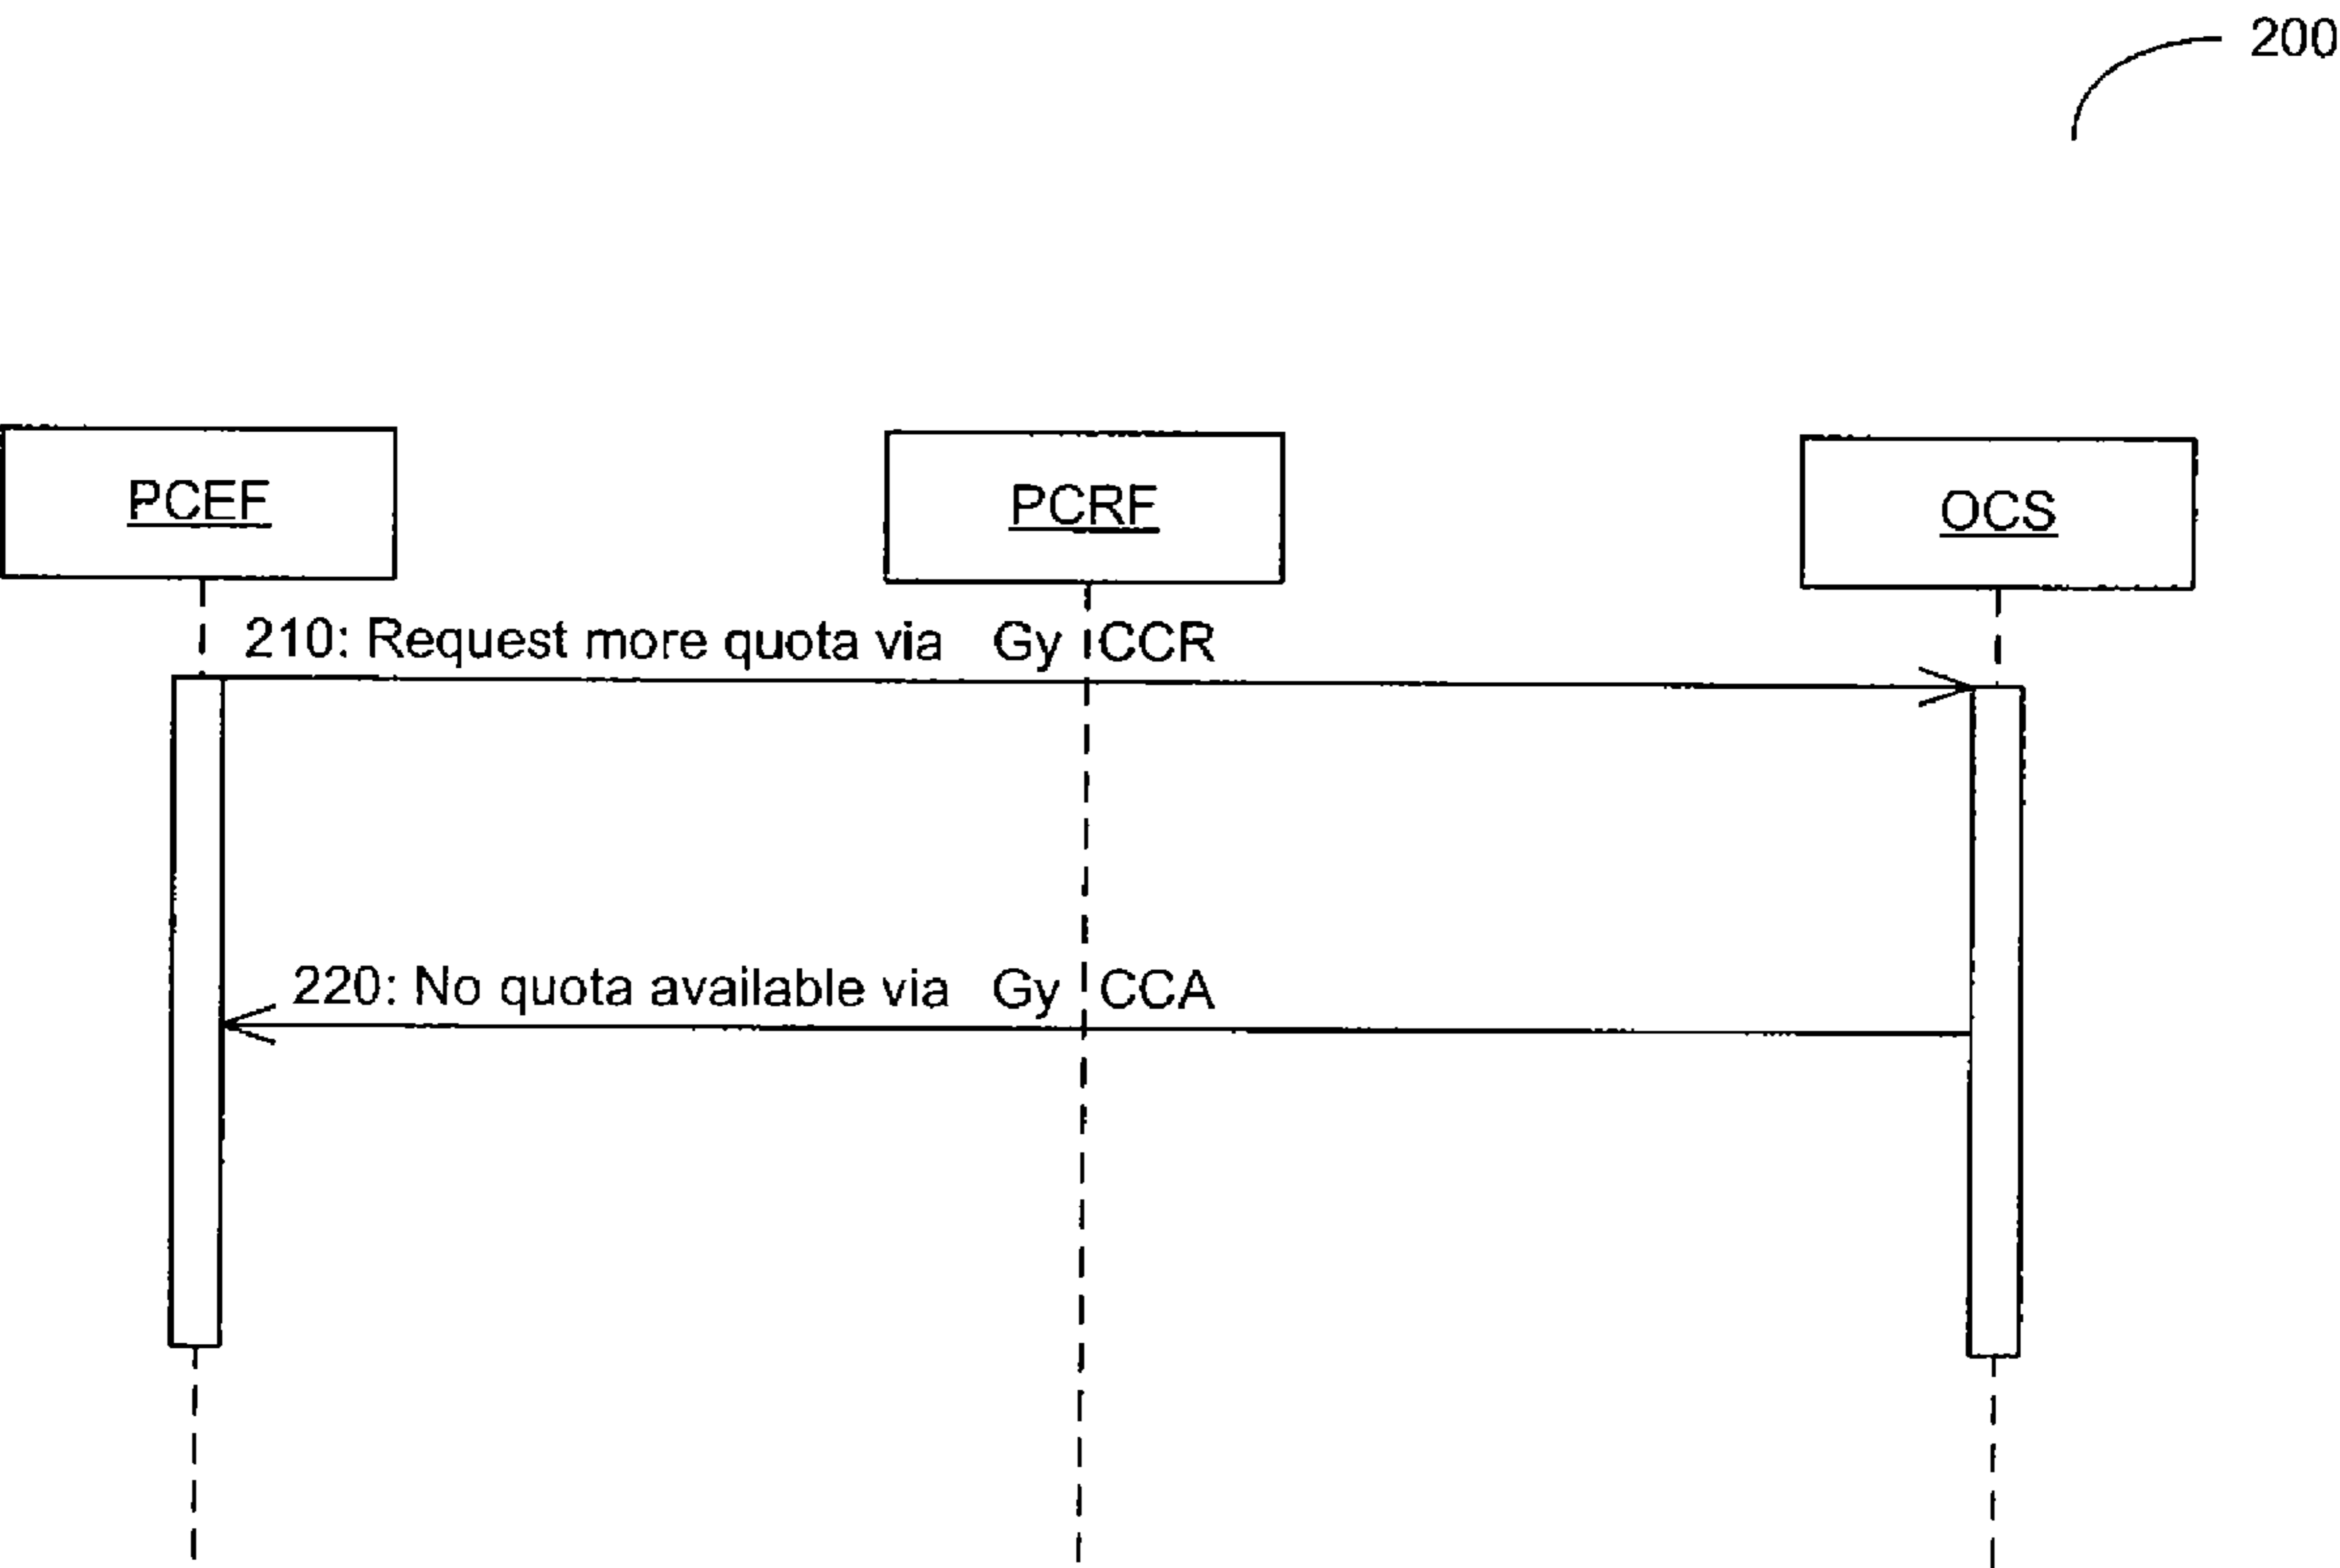 200
PCEF
PCRF
OCS
210: Request more quota via Gy CCR
220: No quota available via Gy CCA